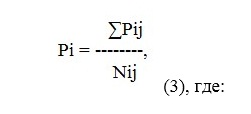 ∑Pij
Pi = --------,
Nij
(3), где: